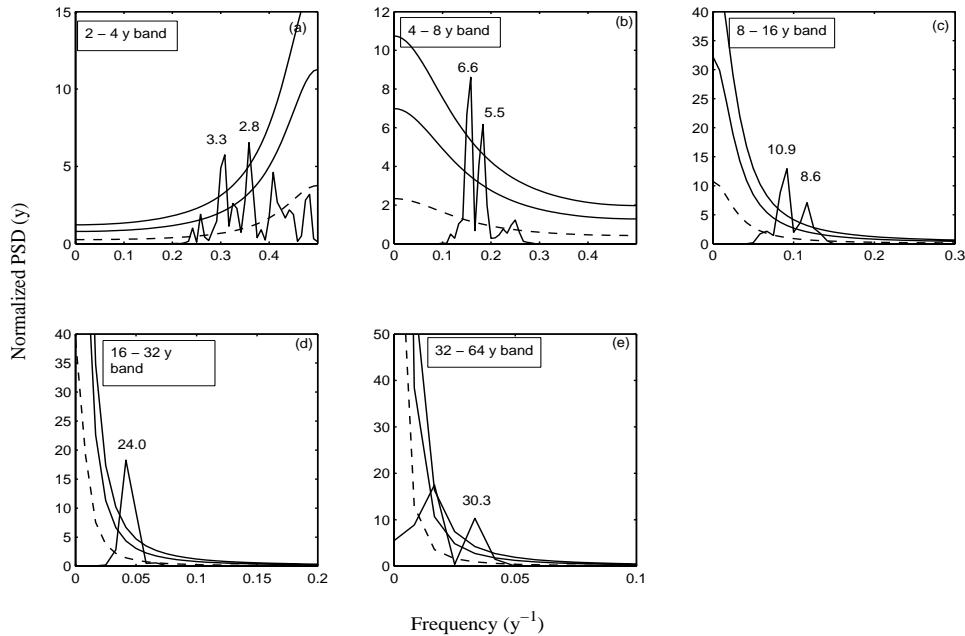 Normalized PSD (y)
2 – 4 y band
(a)
15
10
5
0
3.3
2.8
0 0.1 0.2 0.3 0.4 0.5
4 – 8 y band
(b)
12
10
8
6
4
2
0
6.6
5.5
0 0.1 0.2 0.3 0.4 0.5
8 – 16 y band
(c)
40
35
30
25
20
15
10
5
0
10.9
8.6
0 0.1 0.2 0.3
16 – 32 y
band
(d)
40
35
30
25
20
15
10
5
0
24.0
0 0.05 0.1 0.15 0.2
32 – 64 y band
(e)
50
40
30
20
10
0
30.3
0 0.05 0.1
Frequency (y⁻¹)